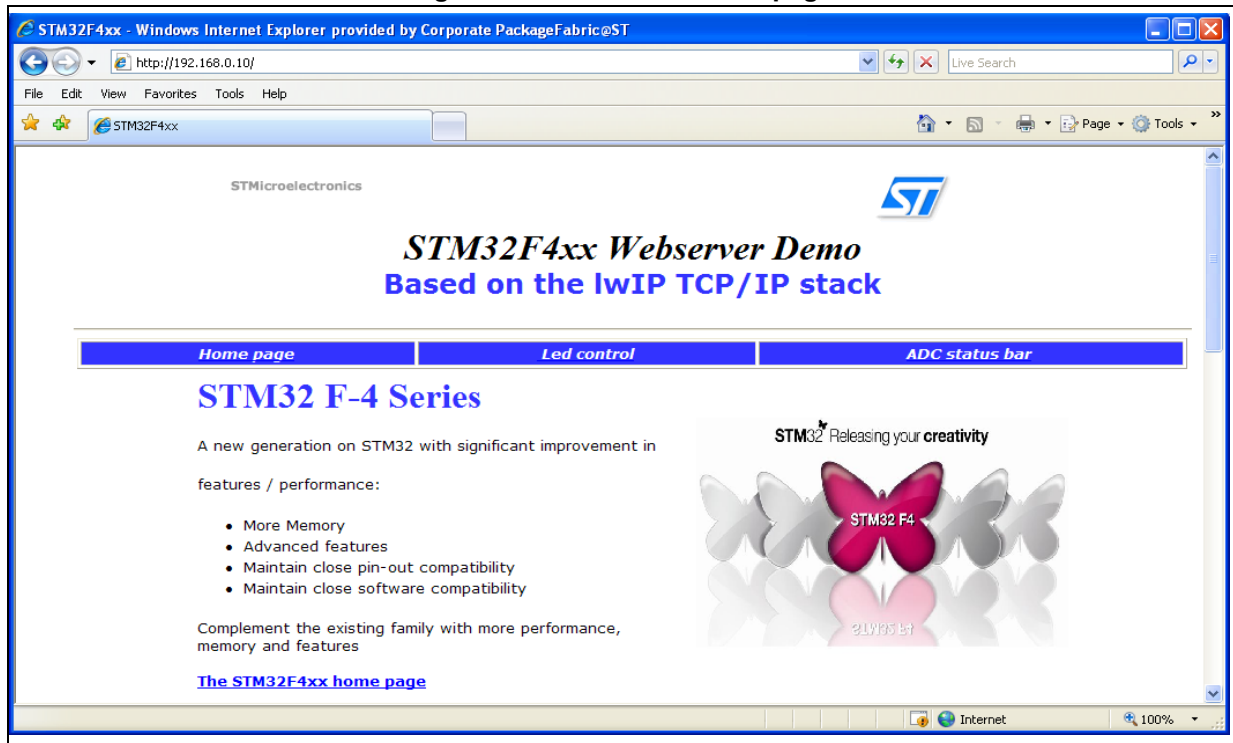 STM32F4xx - Windows Internet Explorer provided by Corporate PackageFabric@ST
http://192.168.0.10/
Live Search
File Edit View Favorites Tools Help
STM32F4xx
Page Tools
STMicroelectronics
ST
STM32F4xx Webserver Demo
Based on the lwIP TCP/IP stack
Home page Led control ADC status bar
STM32 F-4 Series
A new generation on STM32 with significant improvement in
features / performance:
• More Memory
• Advanced features
• Maintain close pin-out compatibility
• Maintain close software compatibility
Complement the existing family with more performance,
memory and features
The STM32F4xx home page
STM32 Releasing your creativity
STM32 F4
Internet 100%